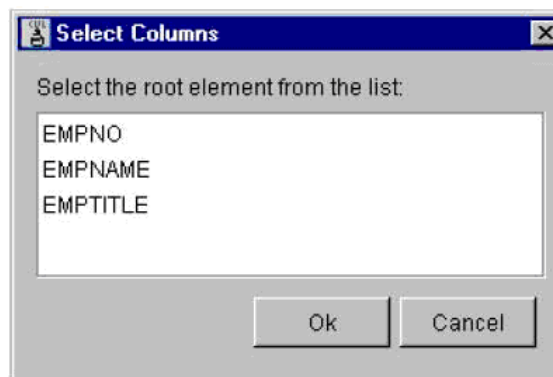 Select Columns
Select the root element from the list:
EMPNO
EMPNAME
EMPTITLE
Ok
Cancel